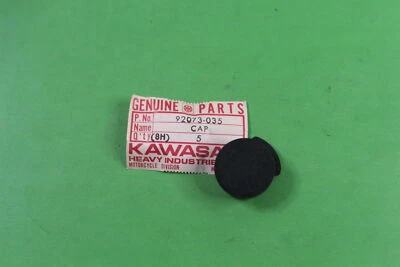 GENUINE PARTS
P. No. 92073-035
Name CAP
Q'ty (8H) 5
KAWASA
HEAVY INDUSTRIE
MOTORCYCLE DIVISION